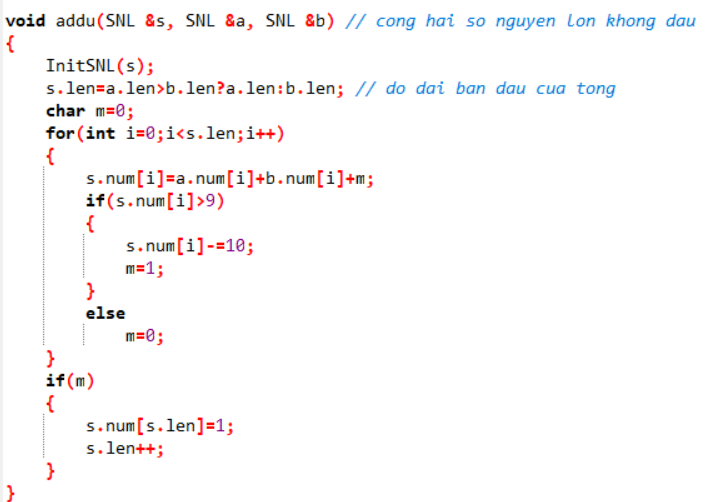 void addu(SNL &s, SNL &a, SNL &b) // cong hai so nguyen lon khong dau
{
    InitSNL(s);
    s.len=a.len>b.len?a.len:b.len; // do dai ban dau cua tong
    char m=0;
    for(int i=0;i<s.len;i++)
    {
        s.num[i]=a.num[i]+b.num[i]+m;
        if(s.num[i]>9)
        {
            s.num[i]-=10;
            m=1;
        }
        else
            m=0;
    }
    if(m)
    {
        s.num[s.len]=1;
        s.len++;
    }
}